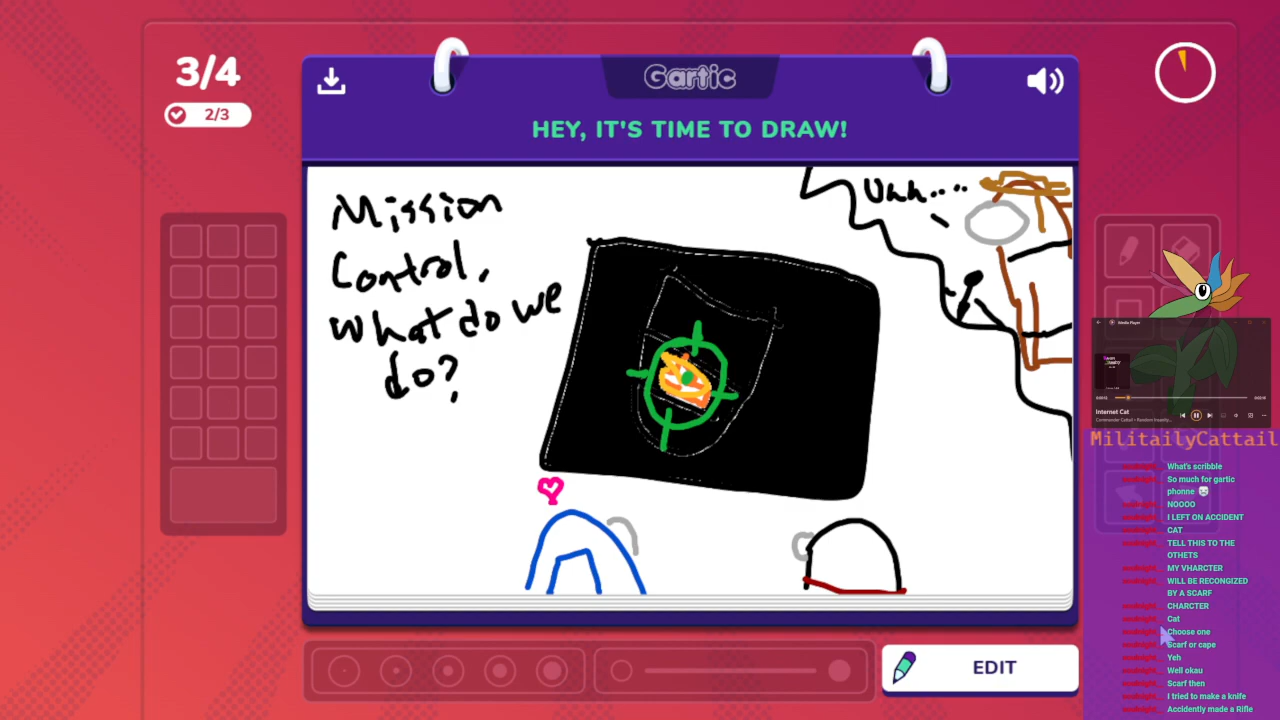 3/4
2/3
Gartic
HEY, IT'S TIME TO DRAW!
Mission
Control,
what do we
do?
Uhh....
EDIT
Internet Cat
MilitailyCattail
What's scribble
So much for gartic
phonne
NOOOO
I LEFT ON ACCIDENT
CAT
TELL THIS TO THE
OTHETS
MY VHARCTER
WILL BE RECONGIZED
BY A SCARF
CHARCTER
Cat
Choose one
Scarf or cape
Yeh
Well okau
Scarf then
I tried to make a knife
Accidently made a Rifle